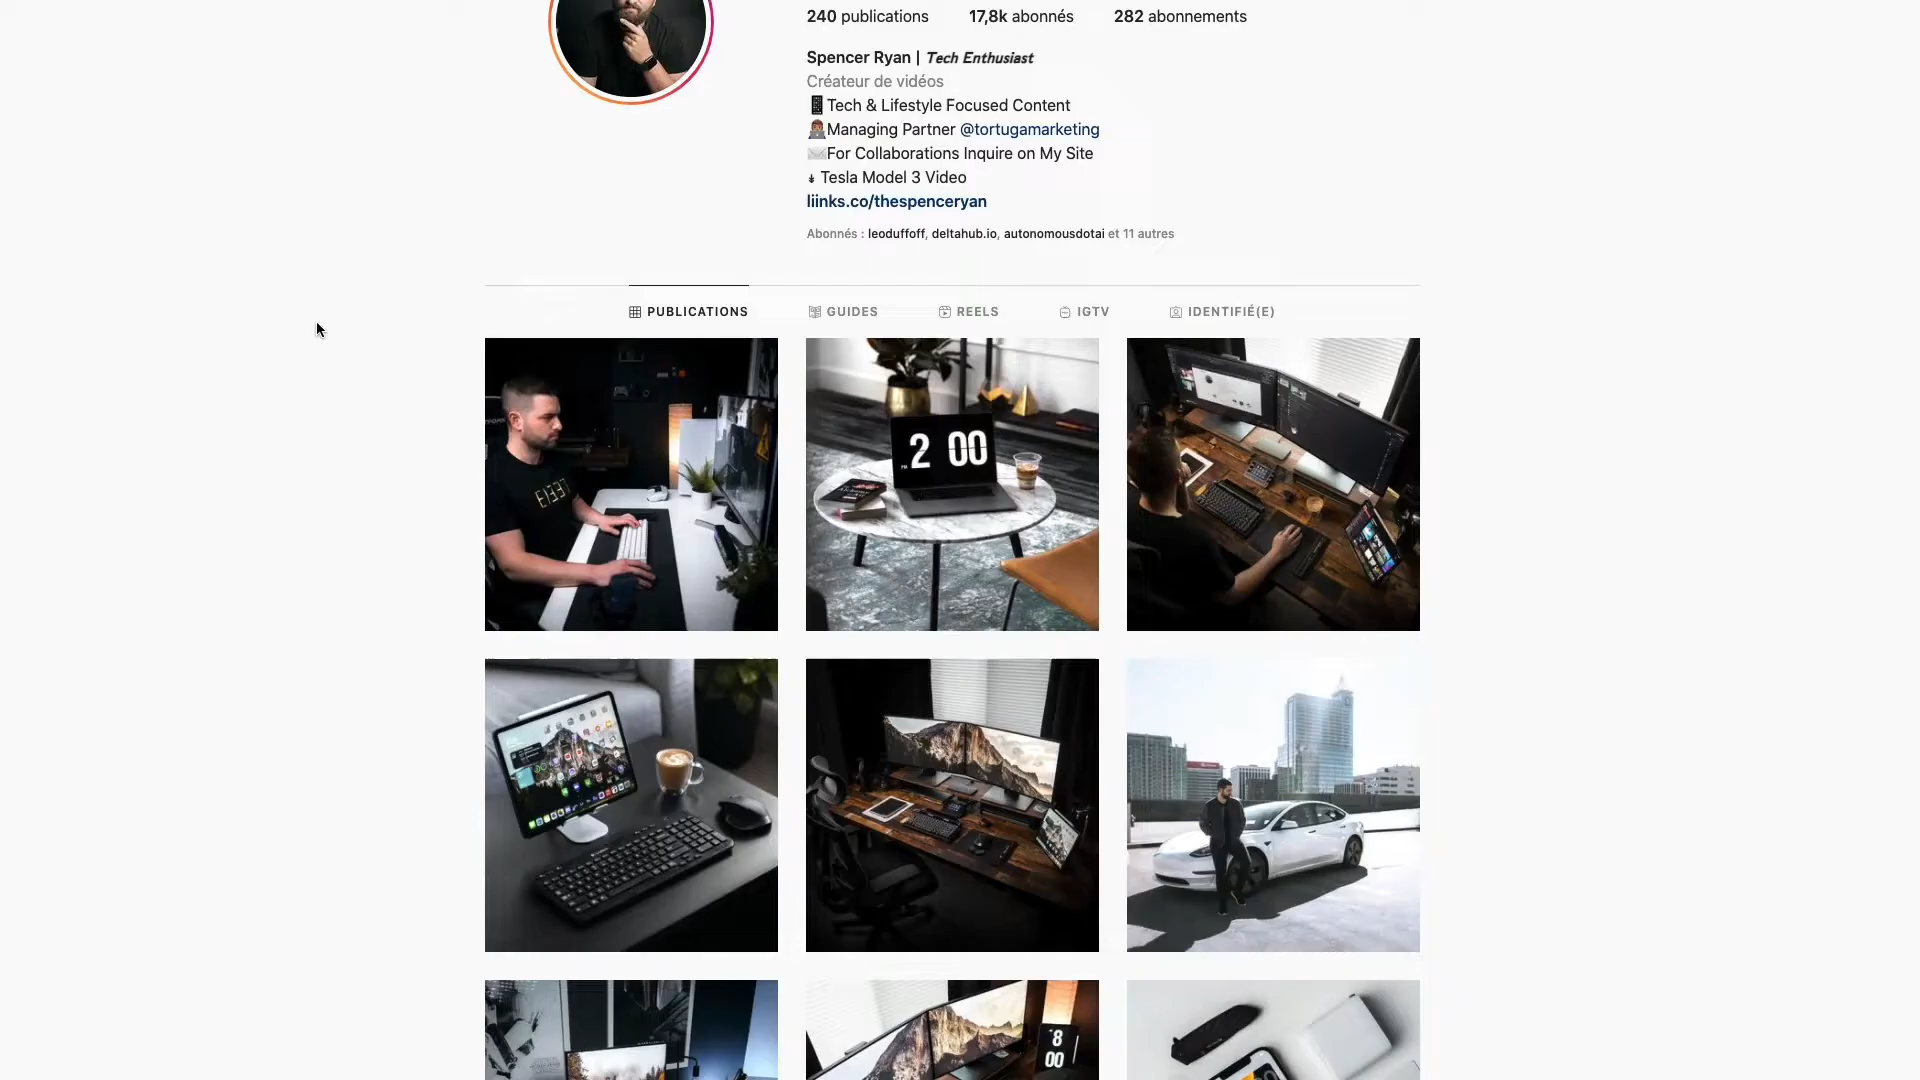 240 publications 17,8k abonnés 282 abonnements
Spencer Ryan | Tech Enthusiast
Créateur de vidéos
Tech & Lifestyle Focused Content
Managing Partner @tortugamarketing
For Collaborations Inquire on My Site
↡ Tesla Model 3 Video
liinks.co/thespenceryan
Abonnés : leoduffoff, deltahub.io, autonomousdotai et 11 autres
PUBLICATIONS GUIDES REELS IGTV IDENTIFIÉ(E)
2 00
8
00